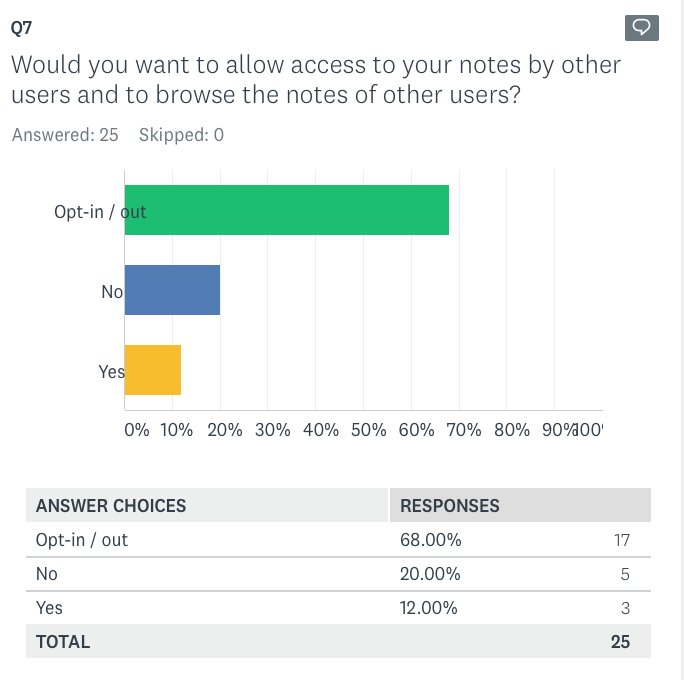 Q7
Would you want to allow access to your notes by other
users and to browse the notes of other users?
Answered: 25 Skipped: 0
Opt-in / out
No
Yes
0% 10% 20% 30% 40% 50% 60% 70% 80% 90% 100
ANSWER CHOICES RESPONSES
Opt-in / out 68.00% 17
No 20.00% 5
Yes 12.00% 3
TOTAL 25